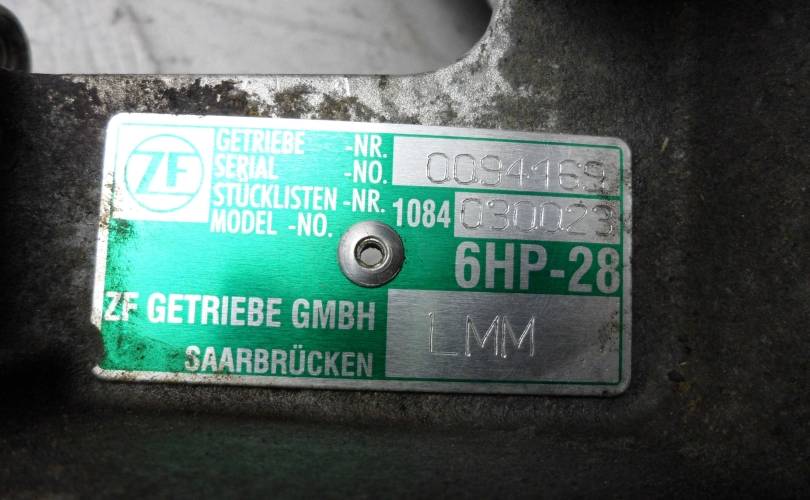 ZF
GETRIEBE -NR. 0094169
SERIAL -NO.
STÜCKLISTEN -NR. 1084 030023
MODEL -NO.
6HP-28
ZF GETRIEBE GMBH
SAARBRÜCKEN
LMM